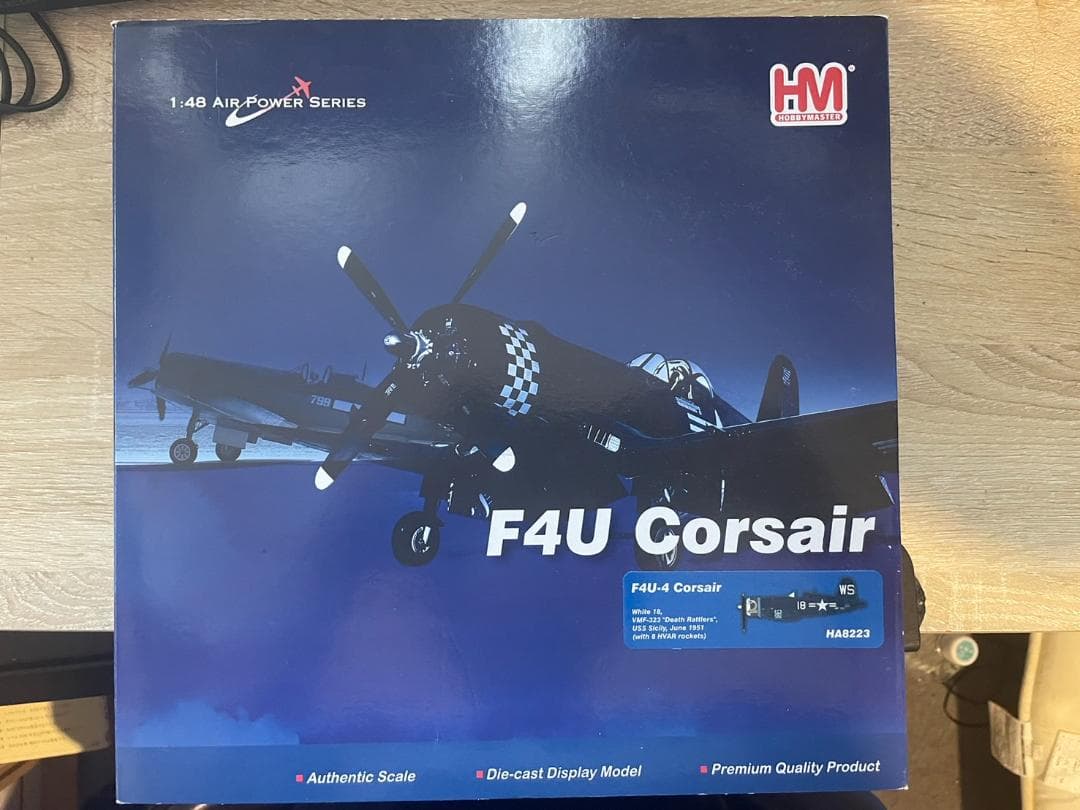 1:48 AIR POWER SERIES
HM
HOBBYMASTER
799
F4U Corsair
F4U-4 Corsair
White 18,
VMF-323 "Death Rattlers",
USS Sicily, June 1951
(with 8 HVAR rockets)
WS
18
HA8223
Authentic Scale
Die-cast Display Model
Premium Quality Product